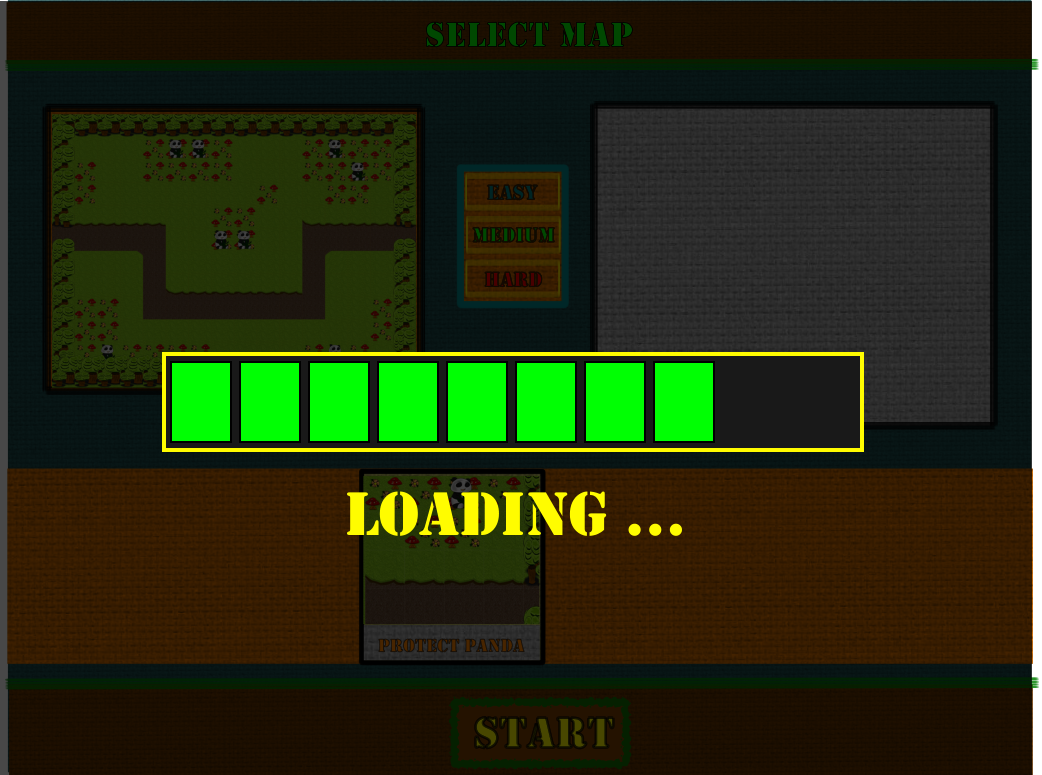 SELECT MAP
EASY
MEDIUM
HARD
LOADING ...
PROTECT PANDA
START